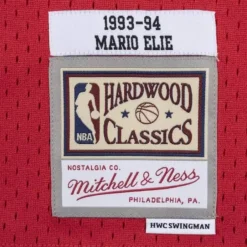 1993-94
MARIO ELIE
HARDWOOD
CLASSICS
NBA
NOSTALGIA CO.
Mitchell & Ness
PHILADELPHIA, PA.
HWC SWINGMAN